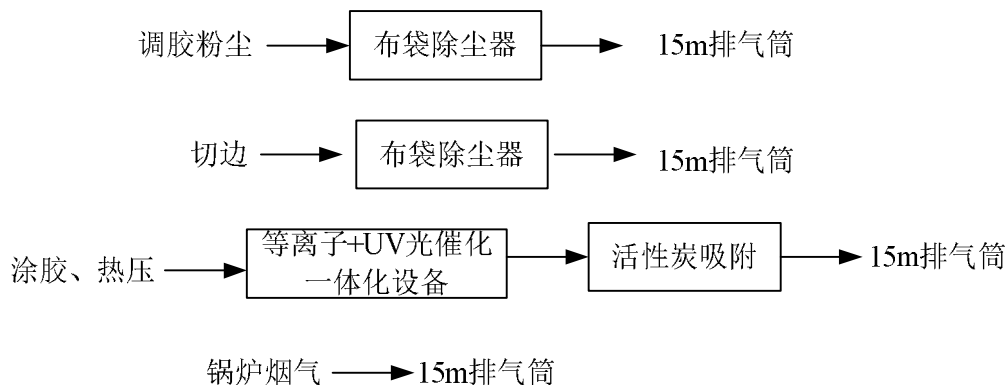 调胶粉尘 布袋除尘器 15m排气筒
切边 布袋除尘器 15m排气筒
涂胶、热压 等离子+UV光催化 一体化设备 活性炭吸附 15m排气筒
锅炉烟气 15m排气筒